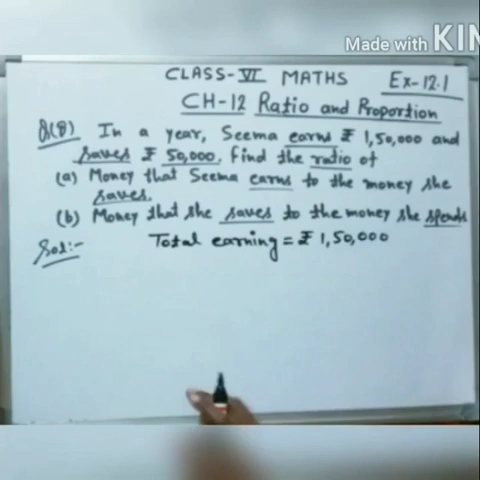 Made with KIN
CLASS-VI MATHS Ex-12.1
CH-12 Ratio and Proportion
Q(8) In a year, Seema earns ₹ 1,50,000 and
saves ₹ 50,000. Find the ratio of
(a) Money that Seema earns to the money she
saves.
(b) Money that she saves to the money she spends
Sol:- Total earning = ₹ 1,50,000